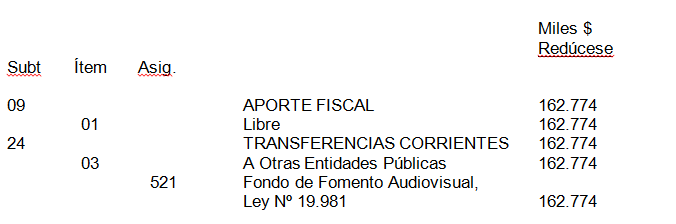 Miles $
Redúcese
Subt Ítem Asig.
09 APORTE FISCAL 162.774
01 Libre 162.774
24 TRANSFERENCIAS CORRIENTES 162.774
03 A Otras Entidades Públicas 162.774
521 Fondo de Fomento Audiovisual,
Ley Nº 19.981 162.774